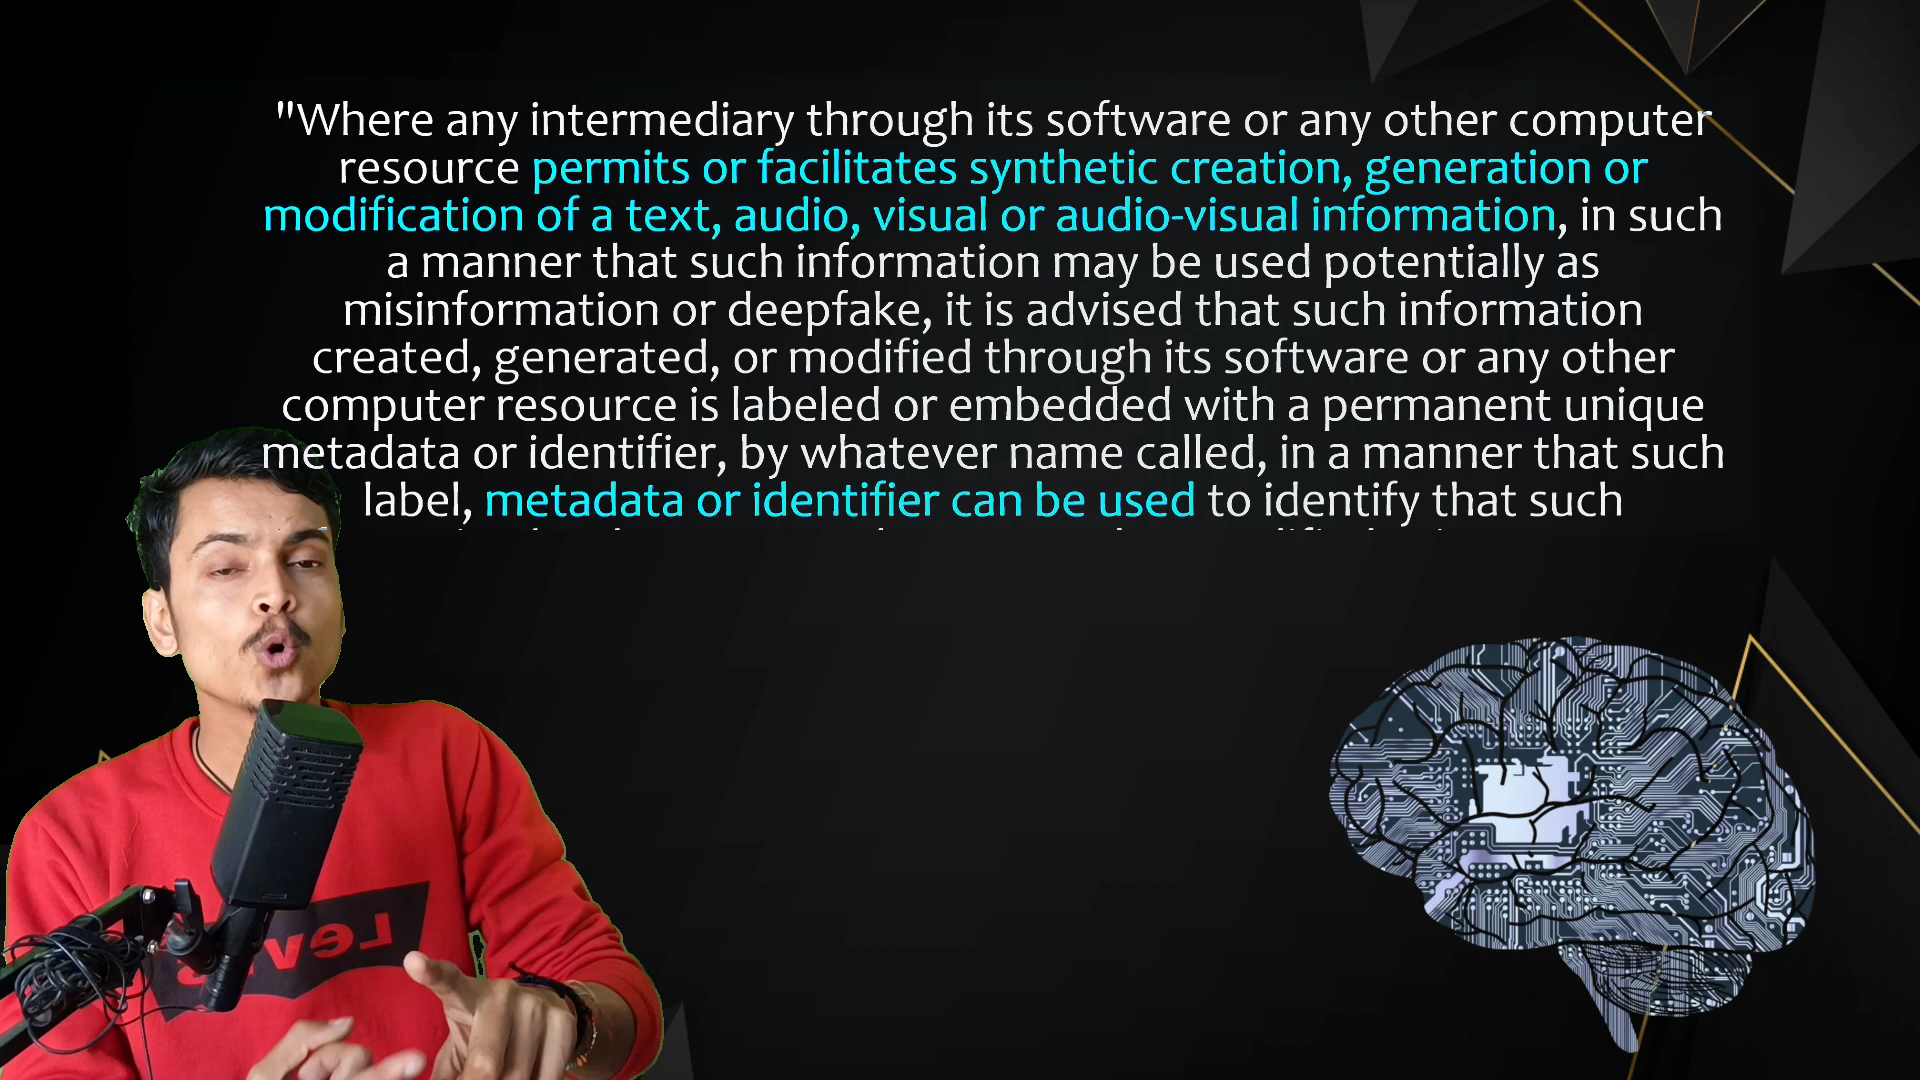 "Where any intermediary through its software or any other computer
resource permits or facilitates synthetic creation, generation or
modification of a text, audio, visual or audio-visual information, in such
a manner that such information may be used potentially as
misinformation or deepfake, it is advised that such information
created, generated, or modified through its software or any other
computer resource is labeled or embedded with a permanent unique
metadata or identifier, by whatever name called, in a manner that such
label, metadata or identifier can be used to identify that such
Levi's